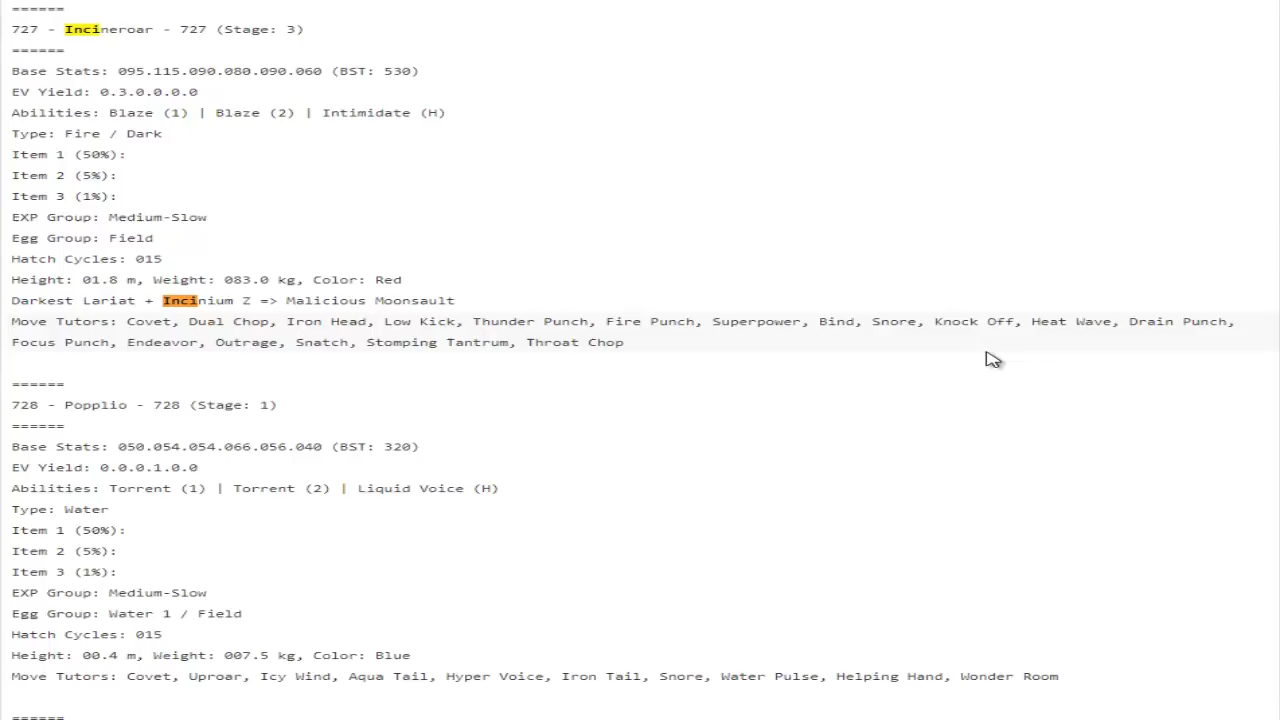 ======
727 - Incineroar - 727 (Stage: 3)
======
Base Stats: 095.115.090.080.090.060 (BST: 530)
EV Yield: 0.3.0.0.0.0
Abilities: Blaze (1) | Blaze (2) | Intimidate (H)
Type: Fire / Dark
Item 1 (50%):
Item 2 (5%):
Item 3 (1%):
EXP Group: Medium-Slow
Egg Group: Field
Hatch Cycles: 015
Height: 01.8 m, Weight: 083.0 kg, Color: Red
Darkest Lariat + Incinium Z => Malicious Moonsault
Move Tutors: Covet, Dual Chop, Iron Head, Low Kick, Thunder Punch, Fire Punch, Superpower, Bind, Snore, Knock Off, Heat Wave, Drain Punch,
Focus Punch, Endeavor, Outrage, Snatch, Stomping Tantrum, Throat Chop
======
728 - Popplio - 728 (Stage: 1)
======
Base Stats: 050.054.054.066.056.040 (BST: 320)
EV Yield: 0.0.0.1.0.0
Abilities: Torrent (1) | Torrent (2) | Liquid Voice (H)
Type: Water
Item 1 (50%):
Item 2 (5%):
Item 3 (1%):
EXP Group: Medium-Slow
Egg Group: Water 1 / Field
Hatch Cycles: 015
Height: 00.4 m, Weight: 007.5 kg, Color: Blue
Move Tutors: Covet, Uproar, Icy Wind, Aqua Tail, Hyper Voice, Iron Tail, Snore, Water Pulse, Helping Hand, Wonder Room
======